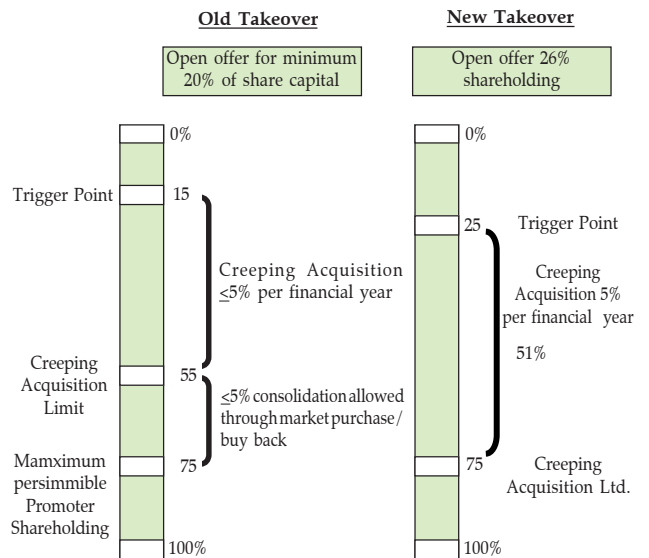 Old Takeover
Open offer for minimum
20% of share capital
0%
Trigger Point
15
Creeping Acquisition
≤5% per financial year
Creeping
Acquisition
Limit
55
≤5% consolidation allowed
through market purchase/
buy back
Mamximum
persimmible
Promoter
Shareholding
75
100%
New Takeover
Open offer 26%
shareholding
0%
25
Trigger Point
Creeping
Acquisition 5%
per financial year
51%
75
Creeping
Acquisition Ltd.
100%